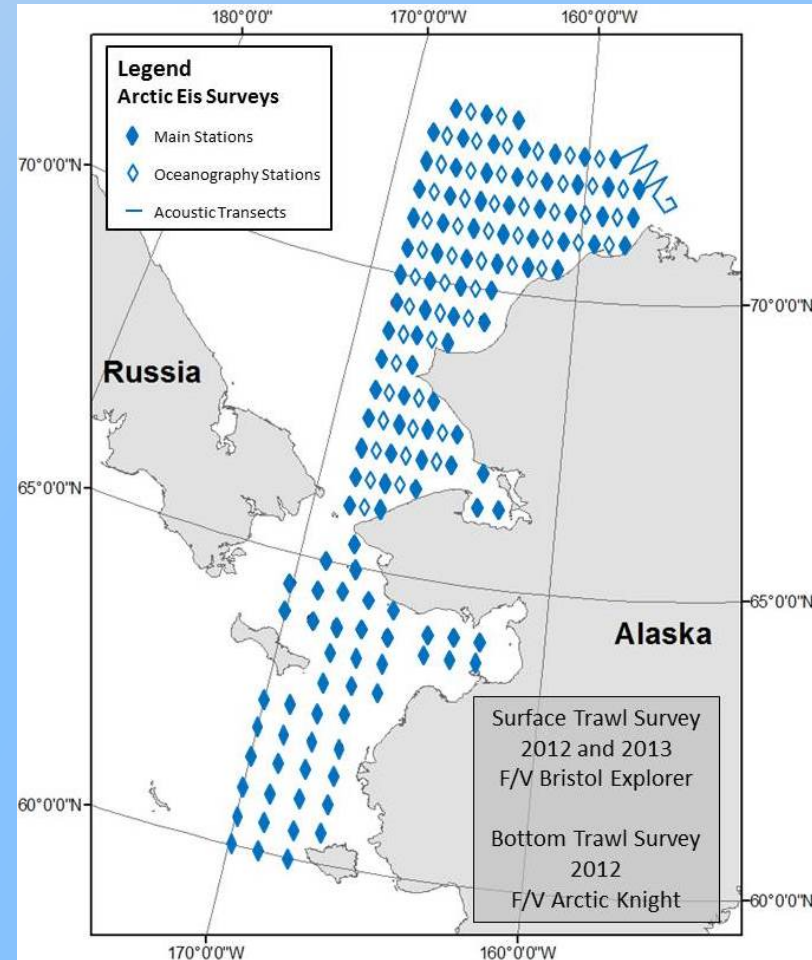 180°0'0"W
170°0'0"W
160°0'0"W
Legend
Arctic Eis Surveys
Main Stations
Oceanography Stations
Acoustic Transects
70°0'0"N
70°0'0"N
Russia
65°0'0"N
65°0'0"N
Alaska
Surface Trawl Survey
2012 and 2013
F/V Bristol Explorer
Bottom Trawl Survey
2012
F/V Arctic Knight
60°0'0"N
60°0'0"N
170°0'0"W
160°0'0"W